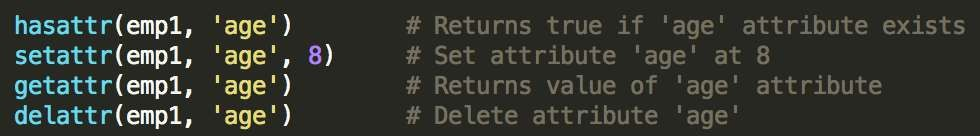 hasattr(emp1, 'age')        # Returns true if 'age' attribute exists
setattr(emp1, 'age', 8)     # Set attribute 'age' at 8
getattr(emp1, 'age')        # Returns value of 'age' attribute
delattr(emp1, 'age')        # Delete attribute 'age'